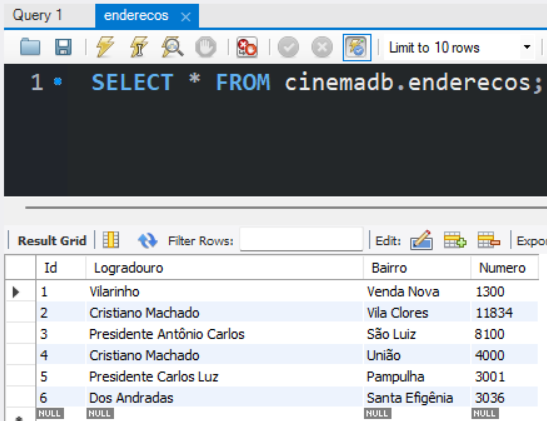 Query 1 enderecos
Limit to 10 rows
1 SELECT * FROM cinemadb.enderecos;
Result Grid Filter Rows: Edit: Expor
Id Logradouro Bairro Numero
1 Vilarinho Venda Nova 1300
2 Cristiano Machado Vila Clores 11834
3 Presidente Antônio Carlos São Luiz 8100
4 Cristiano Machado União 4000
5 Presidente Carlos Luz Pampulha 3001
6 Dos Andradas Santa Efigênia 3036
NULL NULL NULL NULL